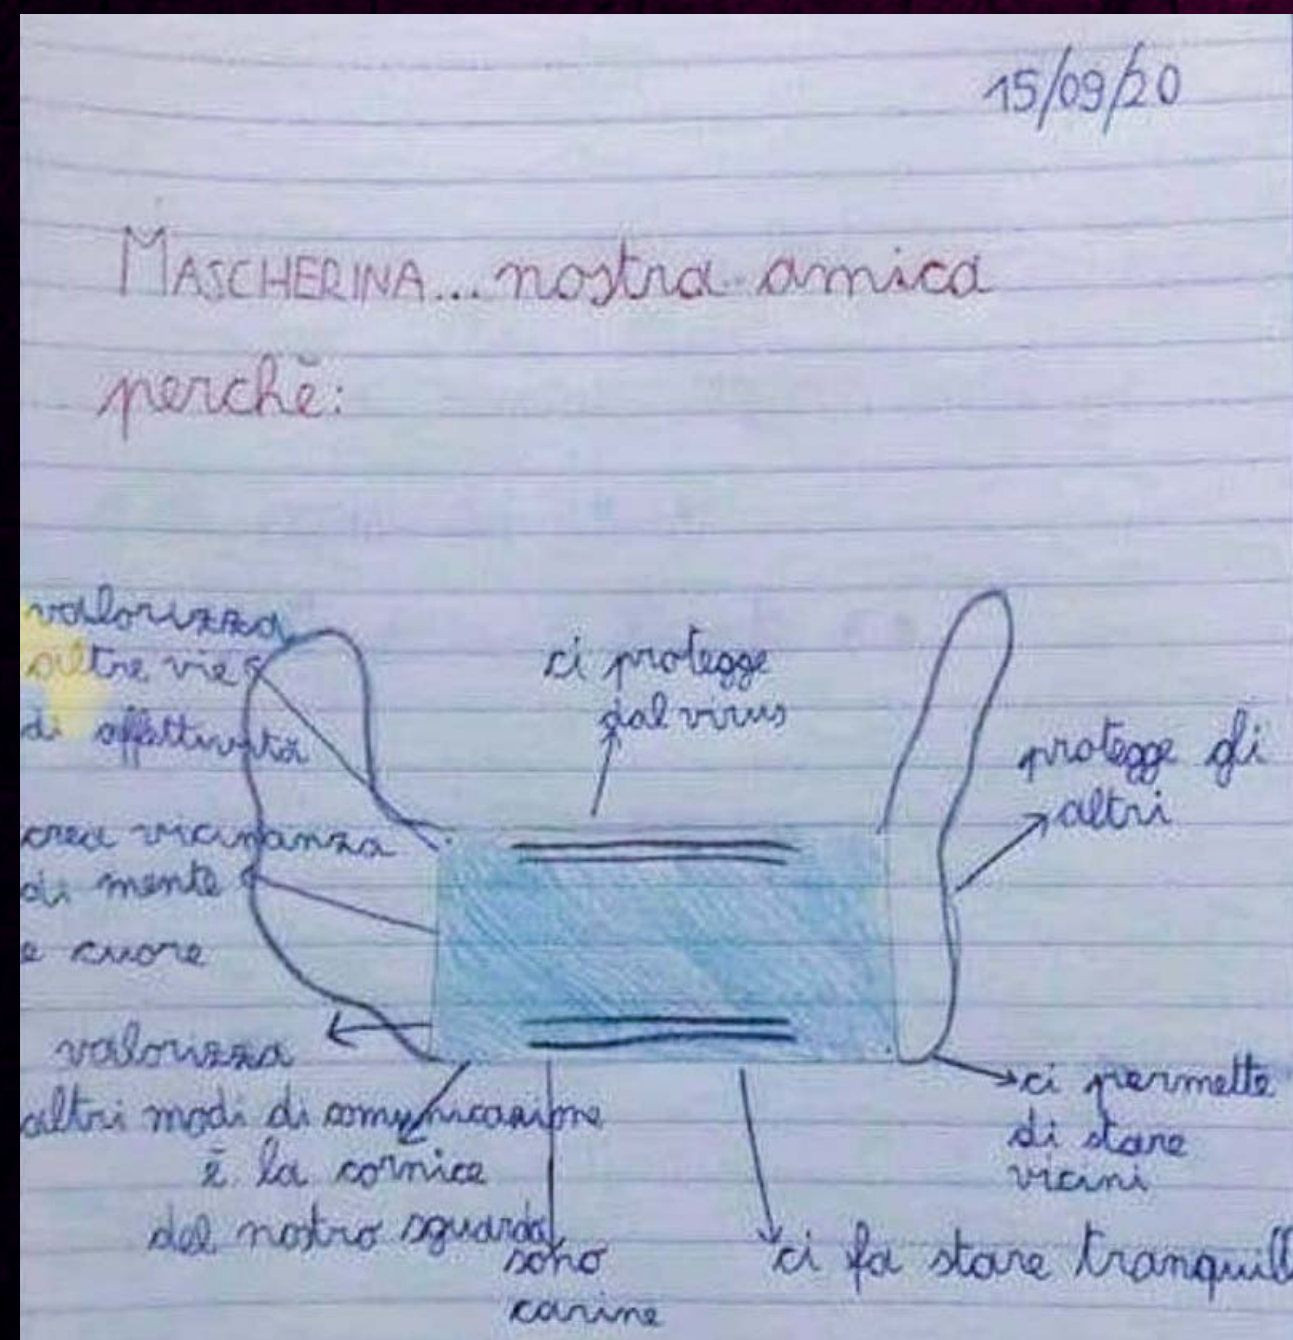 15/09/20
MASCHERINA... nostra amica
perchè:
valorizza
altre vie
di affettività
ci protegge
dal virus
protegge gli
altri
crea vicinanza
di mente
e cuore
valorizza
altri modi di comunicazione
è la cornice
del nostro sguardo
sono
carine
ci fa stare tranquill
ci permette
di stare
vicini